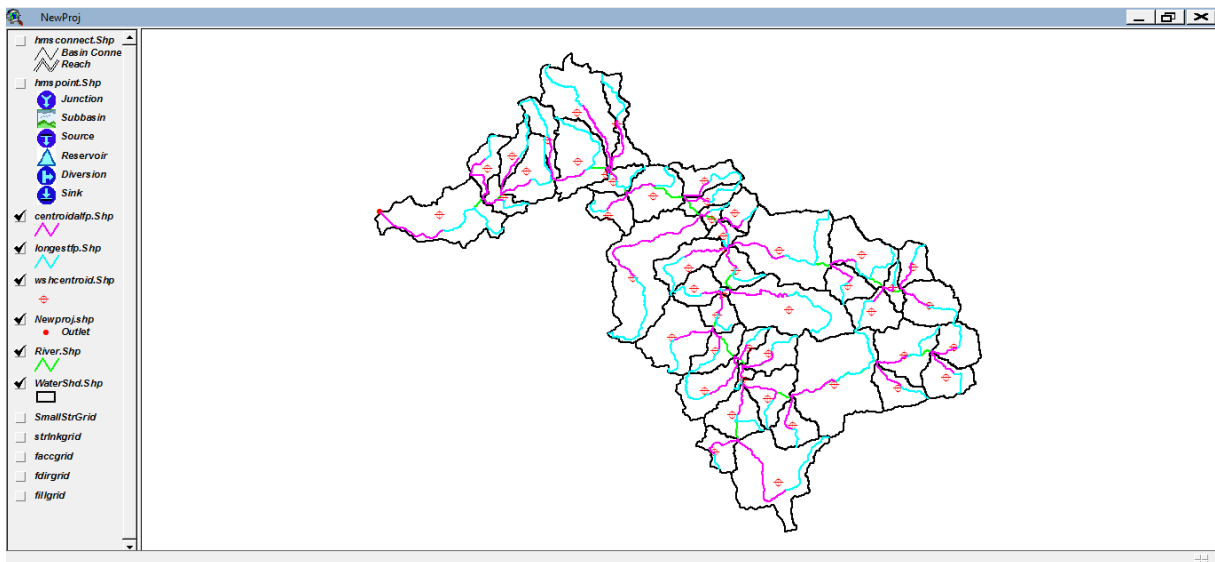 NewProj
hmsconnect.Shp
Basin Conne
Reach
hmspoint.Shp
Junction
Subbasin
Source
Reservoir
Diversion
Sink
centroidalfp.Shp
longestfp.Shp
wshcentroid.Shp
Newproj.shp
Outlet
River.Shp
WaterShd.Shp
SmallStrGrid
strlnkgrid
faccgrid
fdirgrid
fillgrid